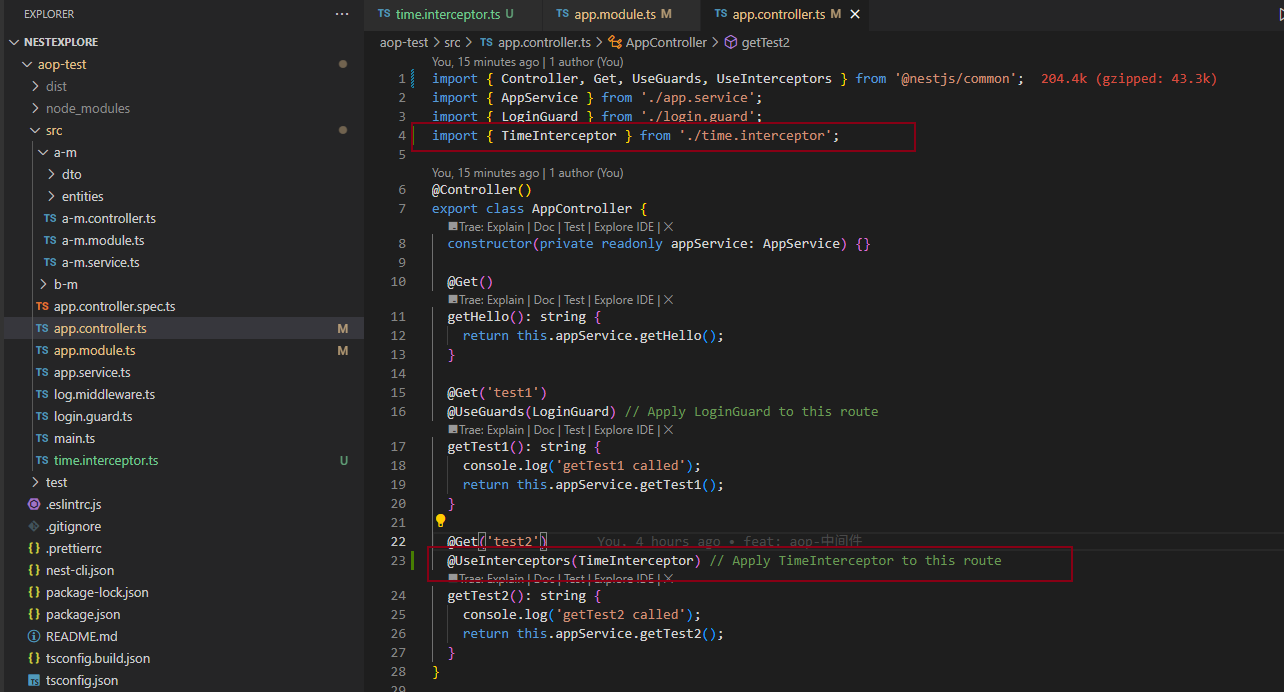 EXPLORER
NESTEXPLORE
aop-test
dist
node_modules
src
a-m
dto
entities
TS a-m.controller.ts
TS a-m.module.ts
TS a-m.service.ts
b-m
TS app.controller.spec.ts
TS app.controller.ts M
TS app.module.ts M
TS app.service.ts
TS log.middleware.ts
TS login.guard.ts
TS main.ts
TS time.interceptor.ts U
test
.eslintrc.js
.gitignore
{} .prettierrc
{} nest-cli.json
{} package-lock.json
{} package.json
README.md
{} tsconfig.build.json
TS tsconfig.json
TS time.interceptor.ts U TS app.module.ts M TS app.controller.ts M
aop-test > src > TS app.controller.ts > AppController > getTest2
You, 15 minutes ago | 1 author (You)
1 import { Controller, Get, UseGuards, UseInterceptors } from '@nestjs/common'; 204.4k (gzipped: 43.3k)
2 import { AppService } from './app.service';
3 import { LoginGuard } from './login.guard';
4 import { TimeInterceptor } from './time.interceptor';
5
You, 15 minutes ago | 1 author (You)
6 @Controller()
7 export class AppController {
Trae: Explain | Doc | Test | Explore IDE | X
8 constructor(private readonly appService: AppService) {}
9
10 @Get()
Trae: Explain | Doc | Test | Explore IDE | X
11 getHello(): string {
12 return this.appService.getHello();
13 }
14
15 @Get('test1')
16 @UseGuards(LoginGuard) // Apply LoginGuard to this route
Trae: Explain | Doc | Test | Explore IDE | X
17 getTest1(): string {
18 console.log('getTest1 called');
19 return this.appService.getTest1();
20 }
21
22 @Get('test2') You, 4 hours ago • feat: aop-中间件
23 @UseInterceptors(TimeInterceptor) // Apply TimeInterceptor to this route
Trae: Explain | Doc | Test | Explore IDE | X
24 getTest2(): string {
25 console.log('getTest2 called');
26 return this.appService.getTest2();
27 }
28 }
29